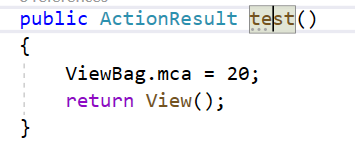 public ActionResult test()
{
ViewBag.mca = 20;
return View();
}